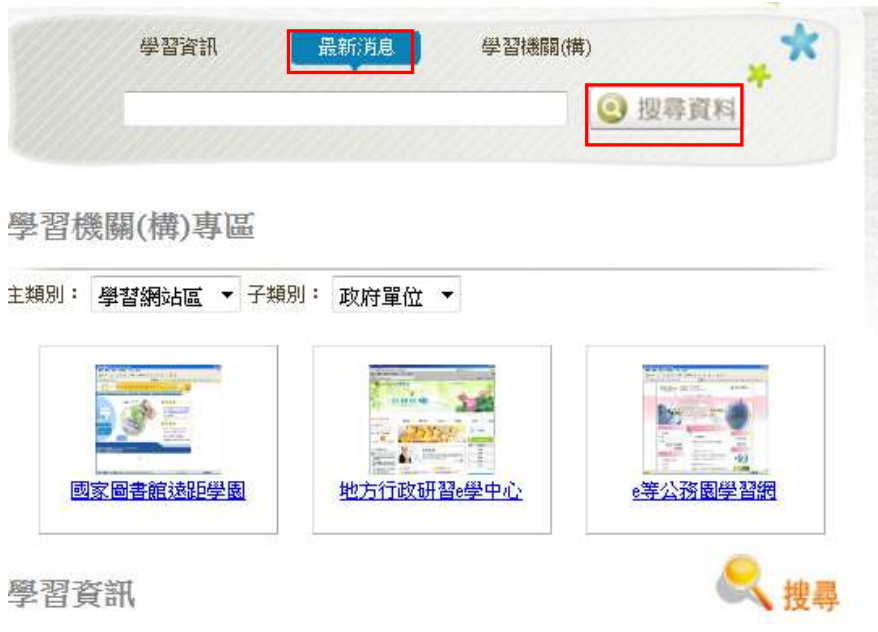 學習資訊 最新消息 學習機關(構)
搜尋資料
學習機關(構)專區
主類別： 學習網站區 子類別： 政府單位
國家圖書館遠距學園 地方行政研習e學中心 e等公務園學習網
學習資訊 搜尋